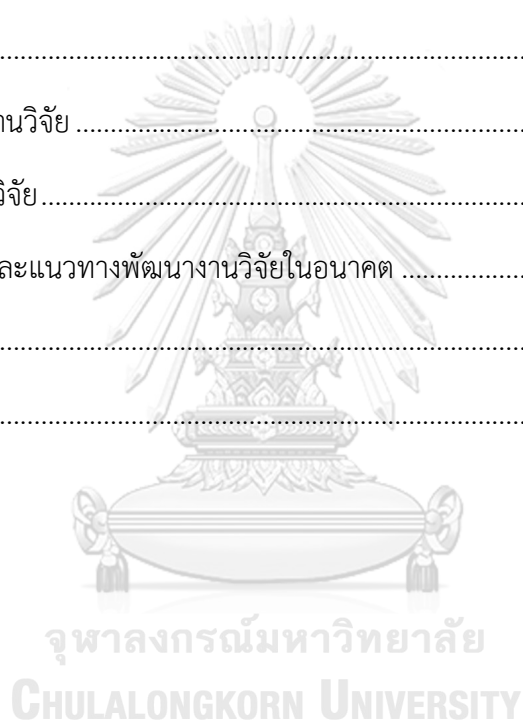 ................................................................
านวิจัย ......................................................
วิจัย............................................................
ละแนวทางพัฒนางานวิจัยในอนาคต ..................
................................................................
................................................................
จุฬาลงกรณ์มหาวิทยาลัย
CHULALONGKORN UNIVERSITY